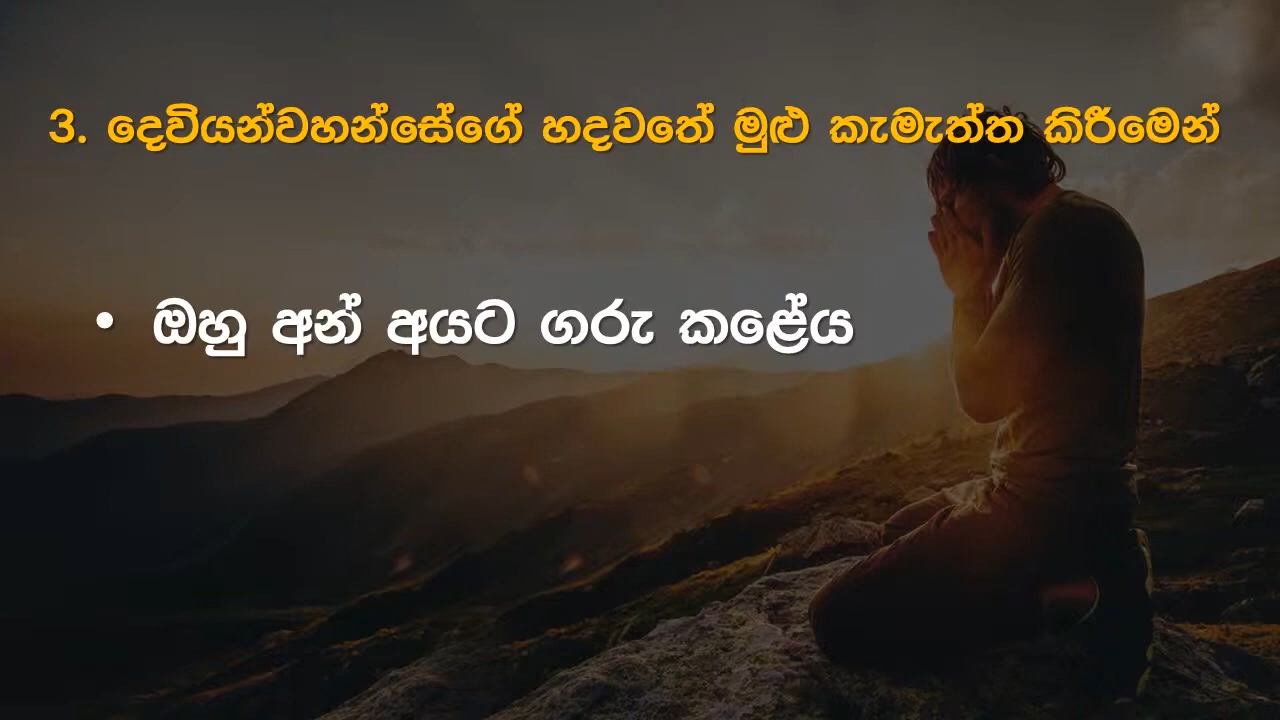 3. දෙවියන්වහන්සේගේ හදවතේ මුළු කැමැත්ත කිරීමෙන්
• ඔහු අන් අයට ගරු කළේය